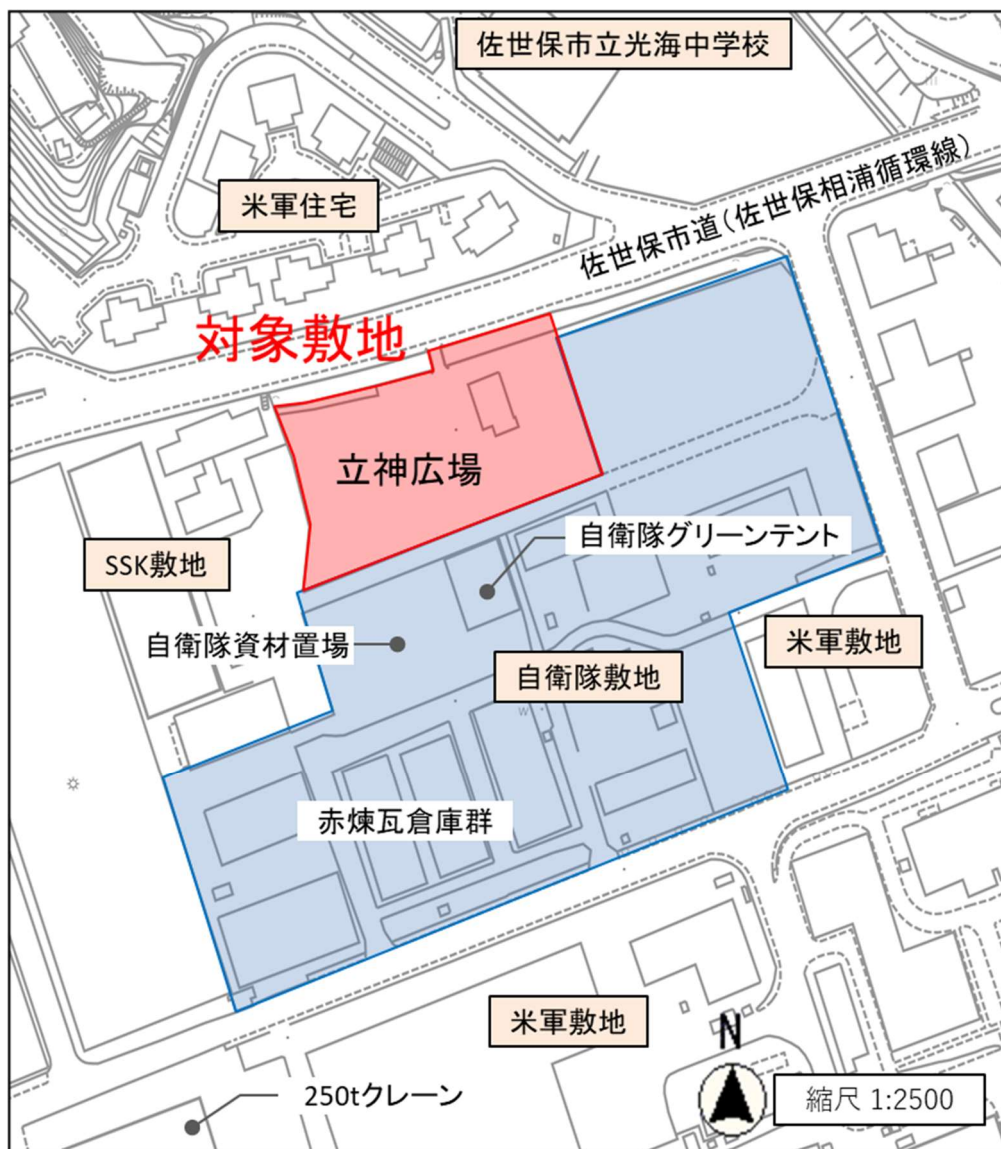 佐世保市立光海中学校
米軍住宅
佐世保市道(佐世保相浦循環線)
対象敷地
立神広場
自衛隊グリーンテント
SSK敷地
自衛隊資材置場
米軍敷地
自衛隊敷地
W
赤煉瓦倉庫群
米軍敷地
N
250tクレーン
縮尺 1:2500